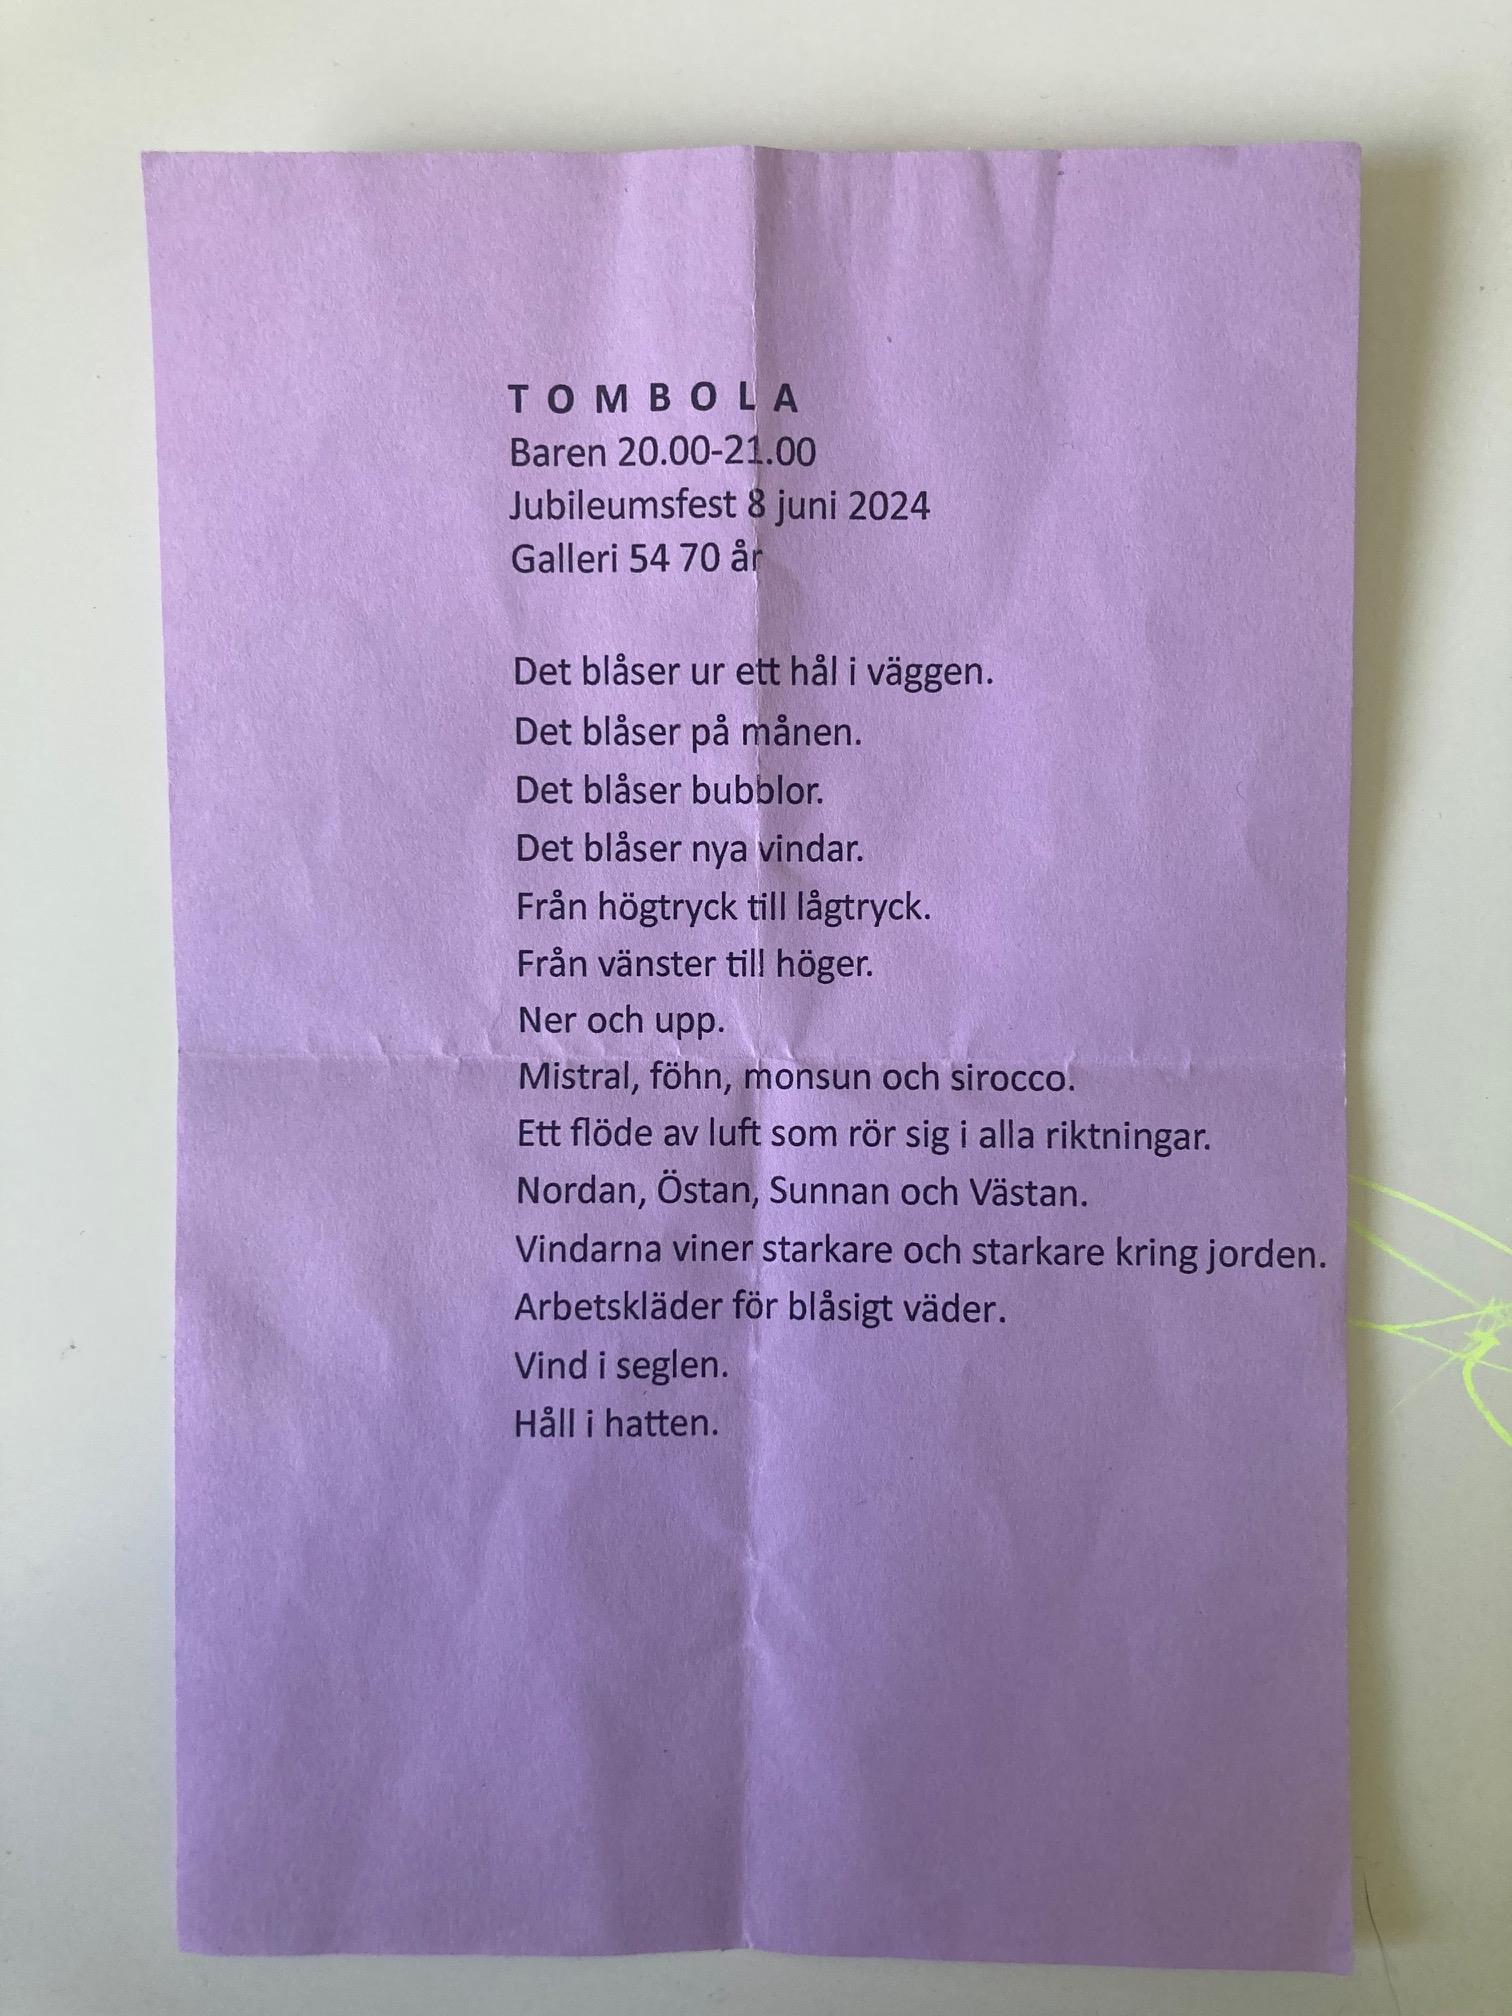 T O M B O L A
Baren 20.00-21.00
Jubileumsfest 8 juni 2024
Galleri 54 70 år
Det blåser ur ett hål i väggen.
Det blåser på månen.
Det blåser bubblor.
Det blåser nya vindar.
Från högtryck till lågtryck.
Från vänster till höger.
Ner och upp.
Mistral, föhn, monsun och sirocco.
Ett flöde av luft som rör sig i alla riktningar.
Nordan, Östan, Sunnan och Västan.
Vindarna viner starkare och starkare kring jorden.
Arbetskläder för blåsigt väder.
Vind i seglen.
Håll i hatten.